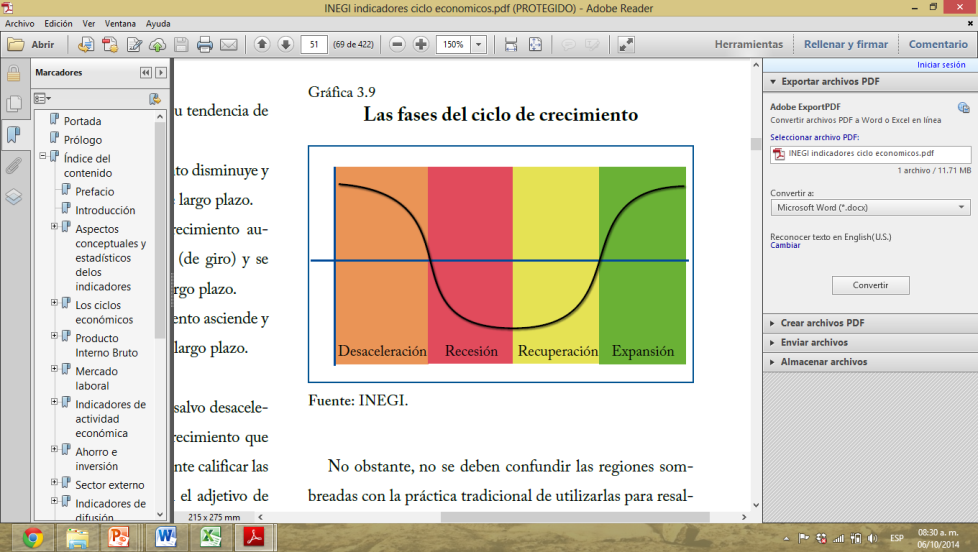 INEGI indicadores ciclo economicos.pdf (PROTEGIDO) - Adobe Reader
Archivo Edición Ver Ventana Ayuda
Abrir
51
(69 de 422)
150%
Herramientas
Rellenar y firmar
Comentario
Iniciar sesión
Marcadores
Portada
Prólogo
Índice del
contenido
Prefacio
Introducción
Aspectos
conceptuales y
estadísticos
delos
indicadores
Los ciclos
económicos
Producto
Interno Bruto
Mercado
laboral
Indicadores de
actividad
económica
Ahorro e
inversión
Sector externo
Indicadores de
difusión
u tendencia de
to disminuye y
largo plazo.
recimiento au-
(de giro) y se
rgo plazo.
ento asciende y
largo plazo.
salvo desacele-
recimiento que
nte calificar las
el adjetivo de
215 x 275 mm
Gráfica 3.9
Las fases del ciclo de crecimiento
Desaceleración Recesión Recuperación Expansión
Fuente: INEGI.
No obstante, no se deben confundir las regiones som-
breadas con la práctica tradicional de utilizarlas para resal-
Exportar archivos PDF
Adobe ExportPDF
Convertir archivos PDF a Word o Excel en línea
Seleccionar archivo PDF:
INEGI indicadores ciclo economicos.pdf
1 archivo / 11.71 MB
Convertir a:
Microsoft Word (*.docx)
Reconocer texto en English(U.S.)
Cambiar
Convertir
Crear archivos PDF
Enviar archivos
Almacenar archivos
ESP
08:30 a. m.
06/10/2014